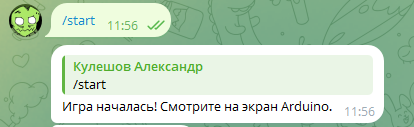 /start
11:56
Кулешов Александр
/start
Игра началась! Смотрите на экран Arduino. 11:56